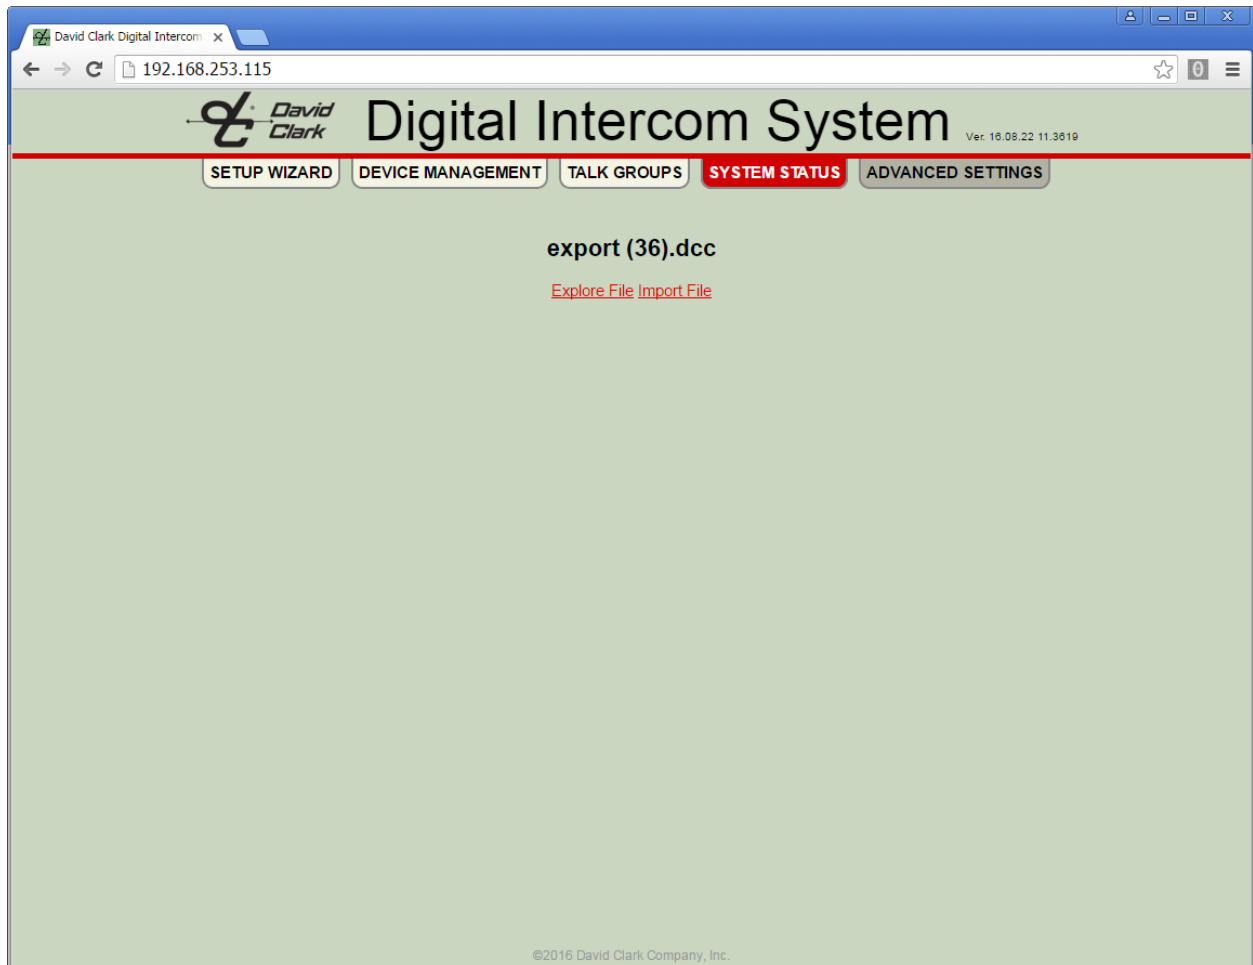 David Clark Digital Intercom
192.168.253.115
David Clark Digital Intercom System Ver. 16.08.22 11.3619
SETUP WIZARD DEVICE MANAGEMENT TALK GROUPS SYSTEM STATUS ADVANCED SETTINGS
export (36).dcc
Explore File Import File
©2016 David Clark Company, Inc.